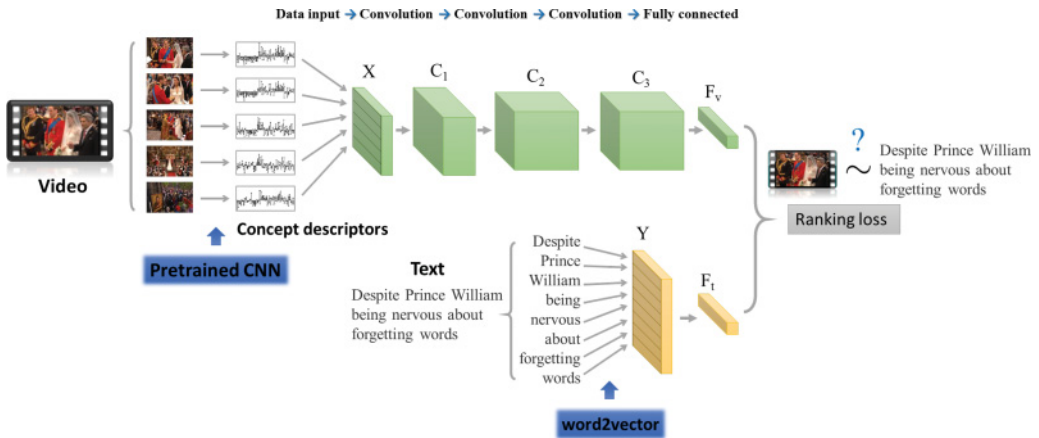 Data input → Convolution → Convolution → Convolution → Fully connected
X
C1
C2
C3
Fv
Video
Concept descriptors
Pretrained CNN
?
~
Despite Prince William
being nervous about
forgetting words
Ranking loss
Text
Despite Prince William
being nervous about
forgetting words
Despite
Prince
William
being
nervous
about
forgetting
words
Y
Ft
word2vector